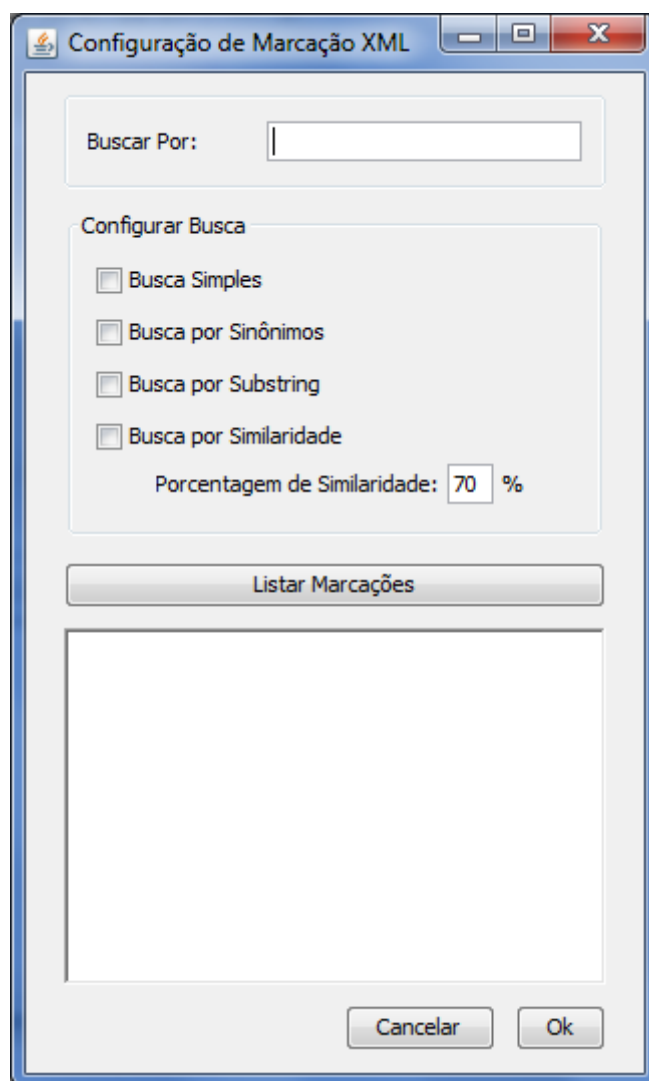 Configuração de Marcação XML
Buscar Por:
Configurar Busca
Busca Simples
Busca por Sinônimos
Busca por Substring
Busca por Similaridade
Porcentagem de Similaridade: 70 %
Listar Marcações
Cancelar Ok